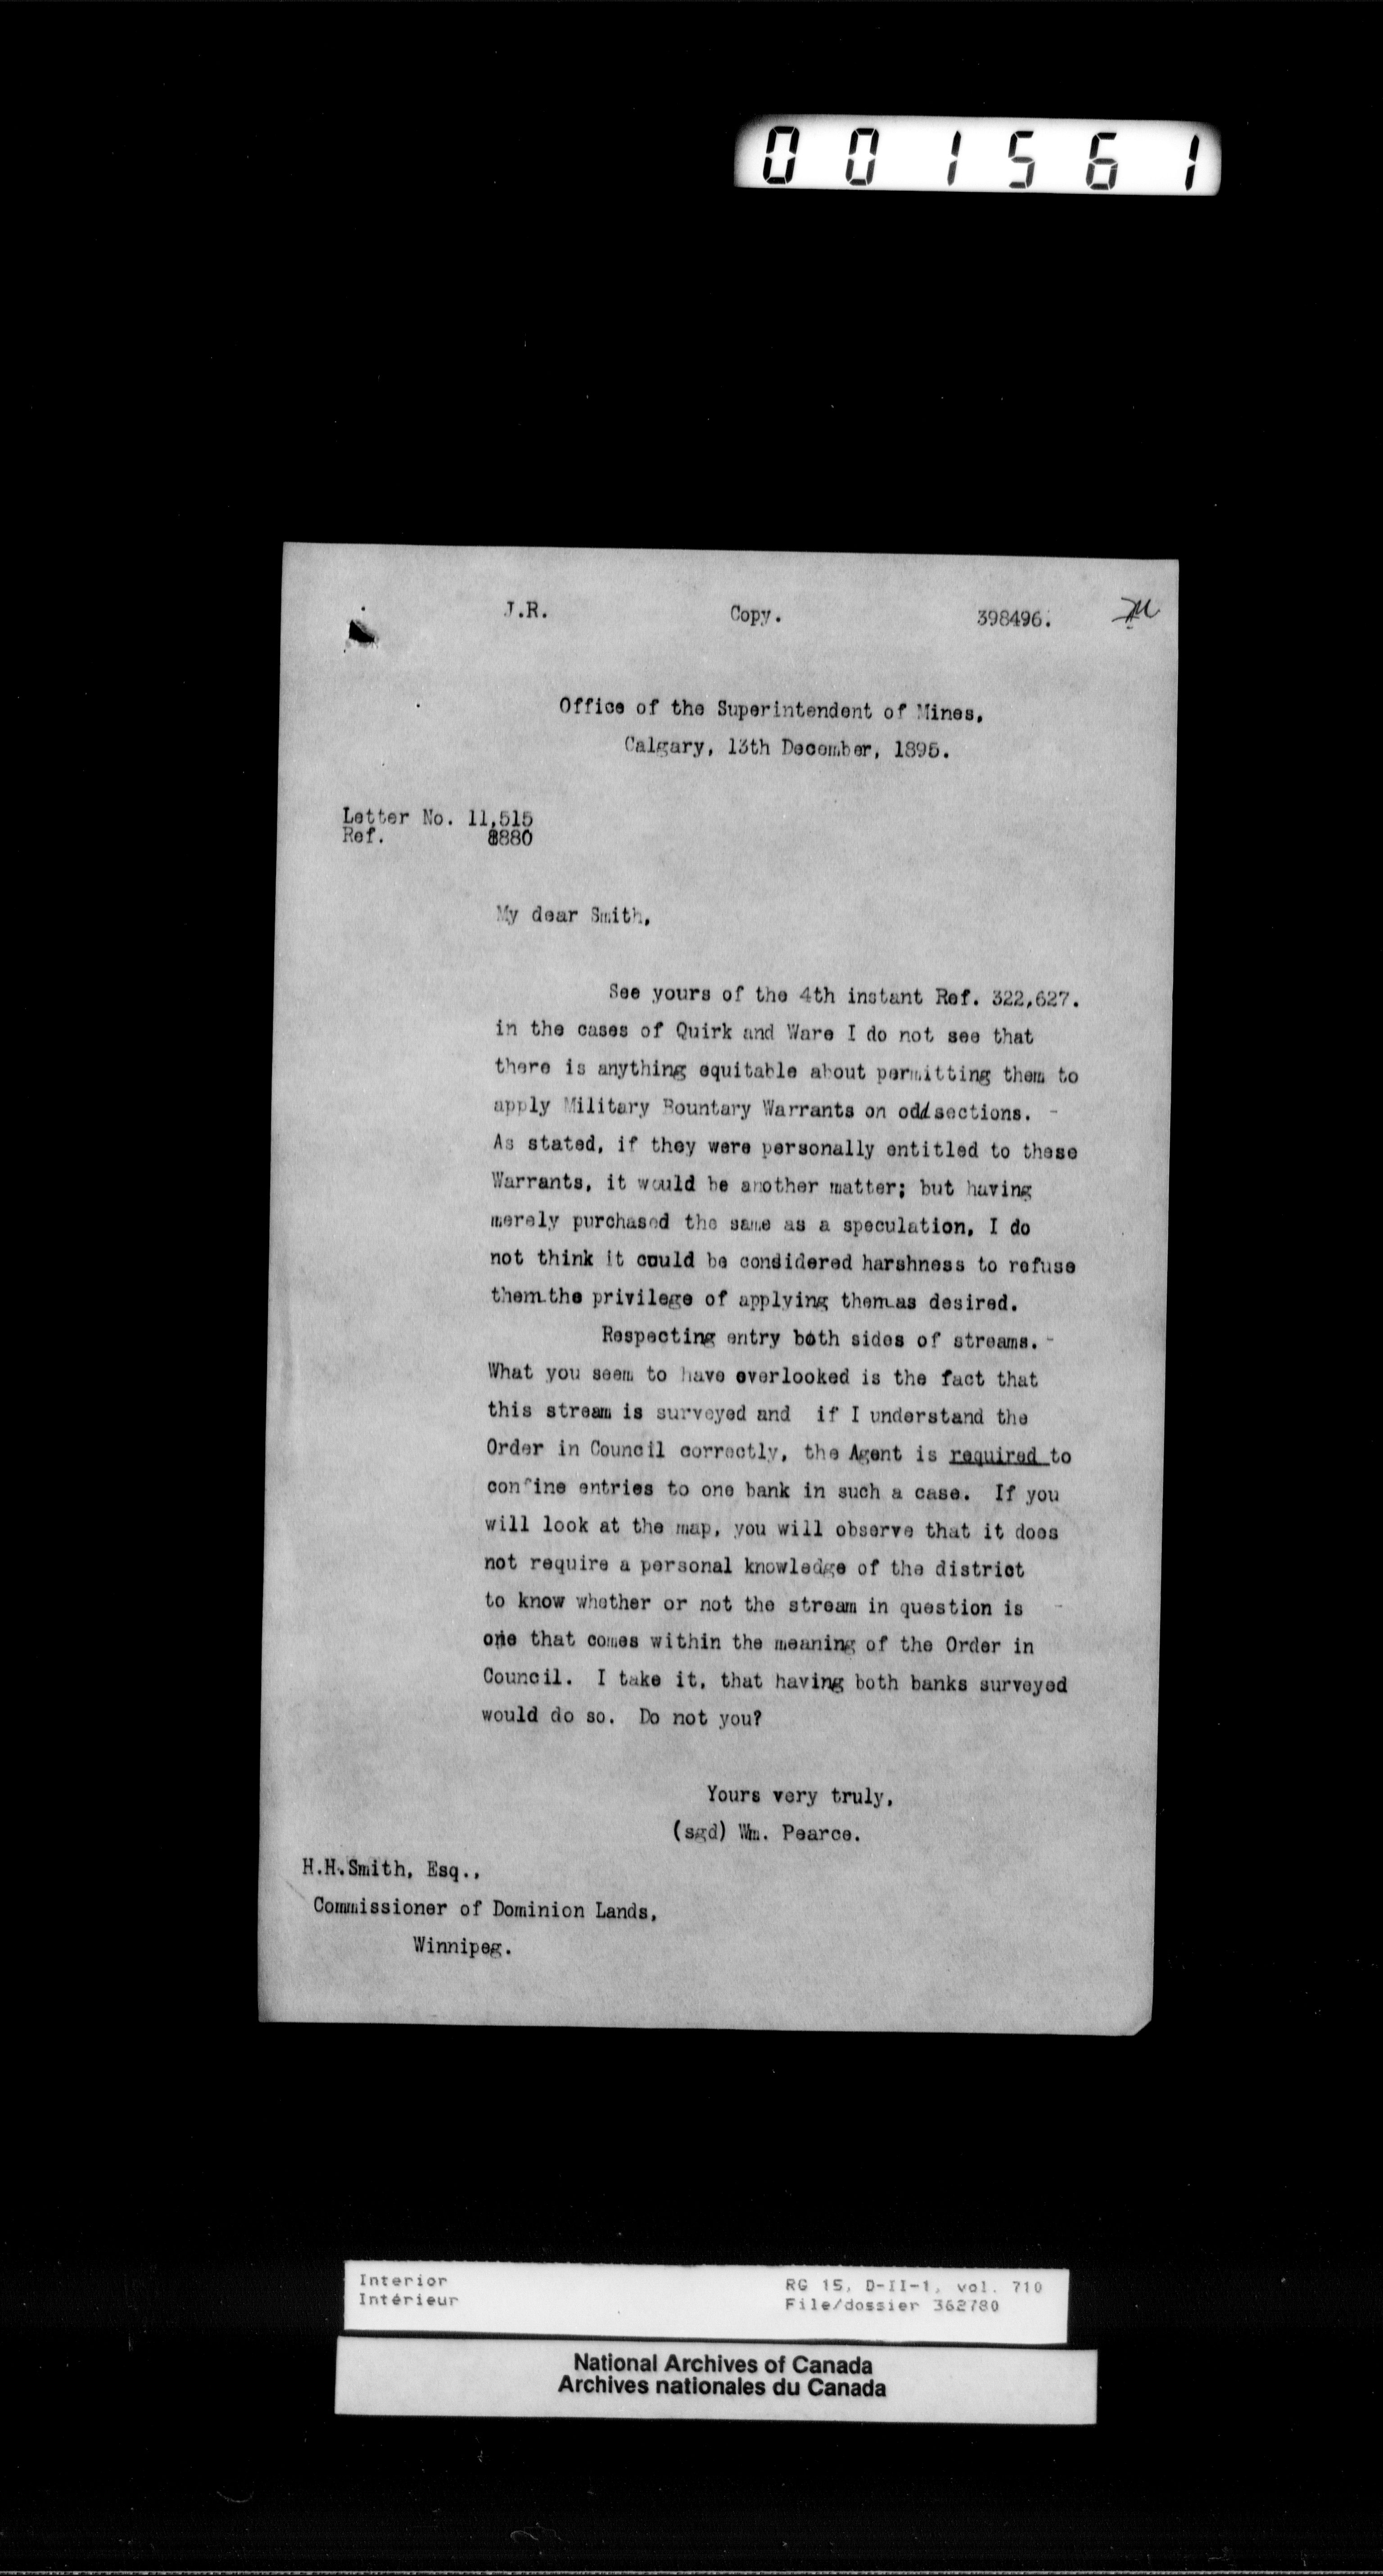 001561
J.R. Copy. 398496.
Office of the Superintendent of Mines,
Calgary, 13th December, 1895.
Letter No. 11,515
Ref. 8880
My dear Smith,
See yours of the 4th instant Ref. 322,627.
in the cases of Quirk and Ware I do not see that
there is anything equitable about permitting them to
apply Military Bountary Warrants on odd sections. -
As stated, if they were personally entitled to these
Warrants, it would be another matter; but having
merely purchased the same as a speculation, I do
not think it could be considered harshness to refuse
them the privilege of applying them as desired.
Respecting entry both sides of streams. -
What you seem to have overlooked is the fact that
this stream is surveyed and if I understand the
Order in Council correctly, the Agent is required to
confine entries to one bank in such a case. If you
will look at the map, you will observe that it does
not require a personal knowledge of the district
to know whether or not the stream in question is -
one that comes within the meaning of the Order in
Council. I take it, that having both banks surveyed
would do so. Do not you?
Yours very truly,
(sgd) Wm. Pearce.
H.H.Smith, Esq.,
Commissioner of Dominion Lands,
Winnipeg.
Interior RG 15, D-II-1, vol. 710
Intérieur File/dossier 362780
National Archives of Canada
Archives nationales du Canada